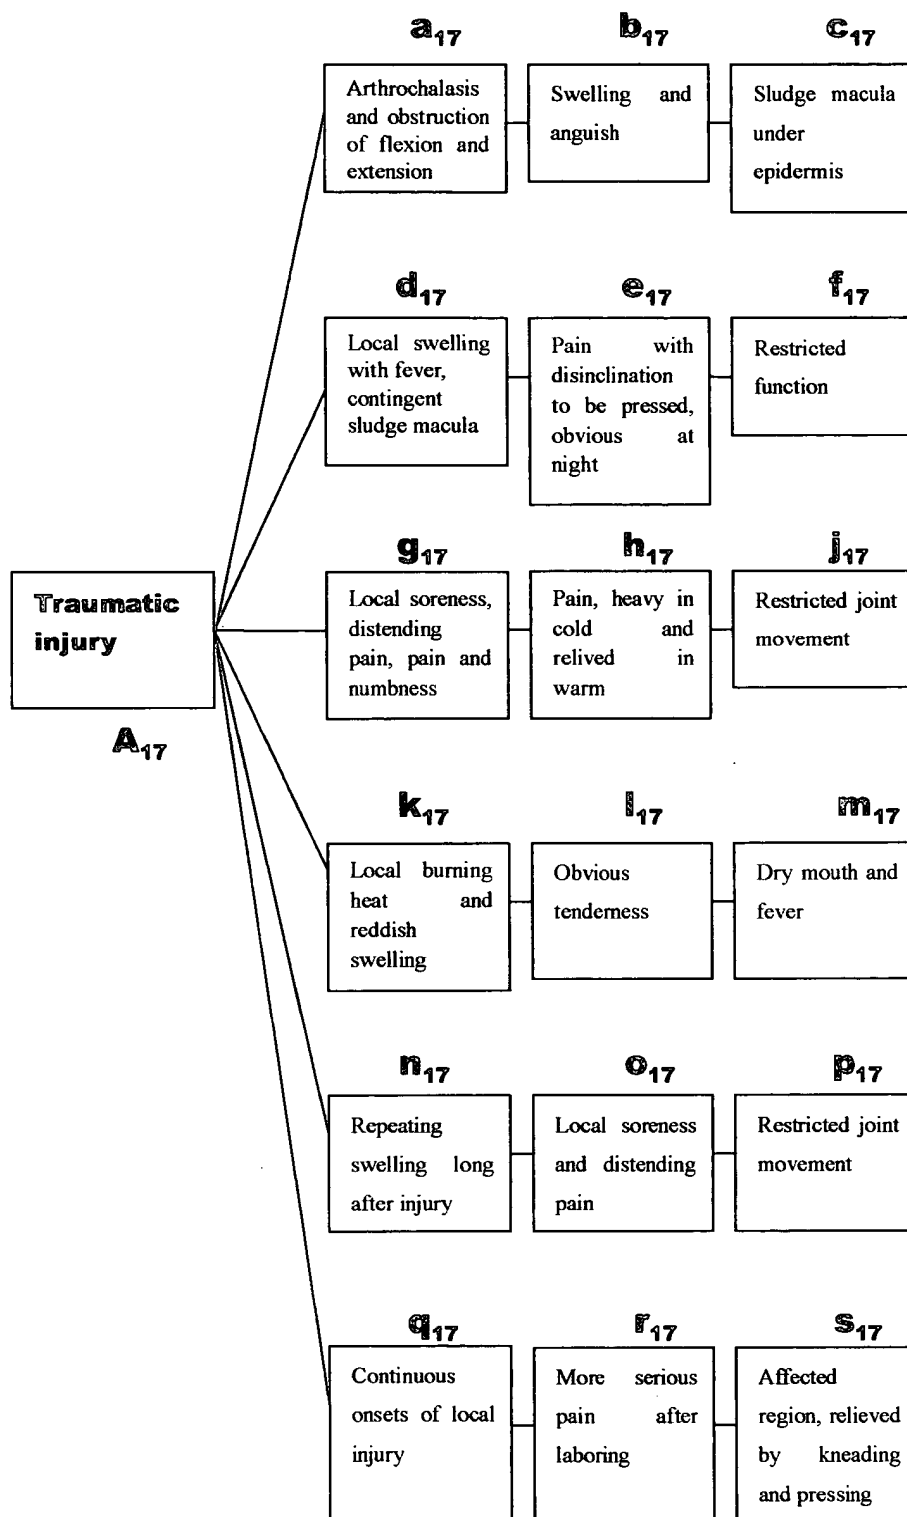 a17 b17 c17
Arthrochalasis
and obstruction
of flexion and
extension
Swelling and
anguish
Sludge macula
under
epidermis
d17 e17 f17
Local swelling
with fever,
contingent
sludge macula
Pain with
disinclination
to be pressed,
obvious at
night
Restricted
function
g17 h17 j17
Traumatic
injury
A17
Local soreness,
distending
pain, pain and
numbness
Pain, heavy in
cold and
relived in
warm
Restricted joint
movement
k17 l17 m17
Local burning
heat and
reddish
swelling
Obvious
tenderness
Dry mouth and
fever
n17 o17 p17
Repeating
swelling long
after injury
Local soreness
and distending
pain
Restricted joint
movement
q17 r17 s17
Continuous
onsets of local
injury
More serious
pain after
laboring
Affected
region, relieved
by kneading
and pressing